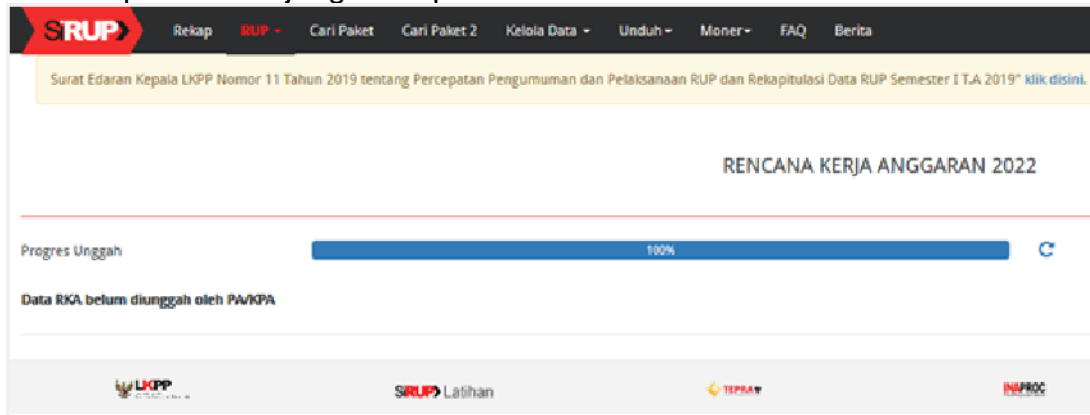 SiRUP Rekap RUP Cari Paket Cari Paket 2 Kelola Data Unduh Moner FAQ Berita
Surat Edaran Kepala LKPP Nomor 11 Tahun 2019 tentang Percepatan Pengumuman dan Pelaksanaan RUP dan Rekapitulasi Data RUP Semester I T.A 2019" klik disini.
RENCANA KERJA ANGGARAN 2022
Progres Unggah 100%
Data RKA belum diunggah oleh PA/KPA
LKPP SiRUP Latihan TEPRA INAPROC